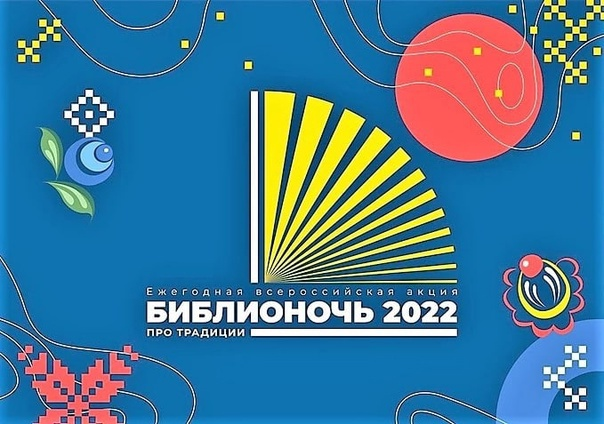 Ежегодная всероссийская акция
БИБЛИОНОЧЬ 2022
ПРО ТРАДИЦИИ